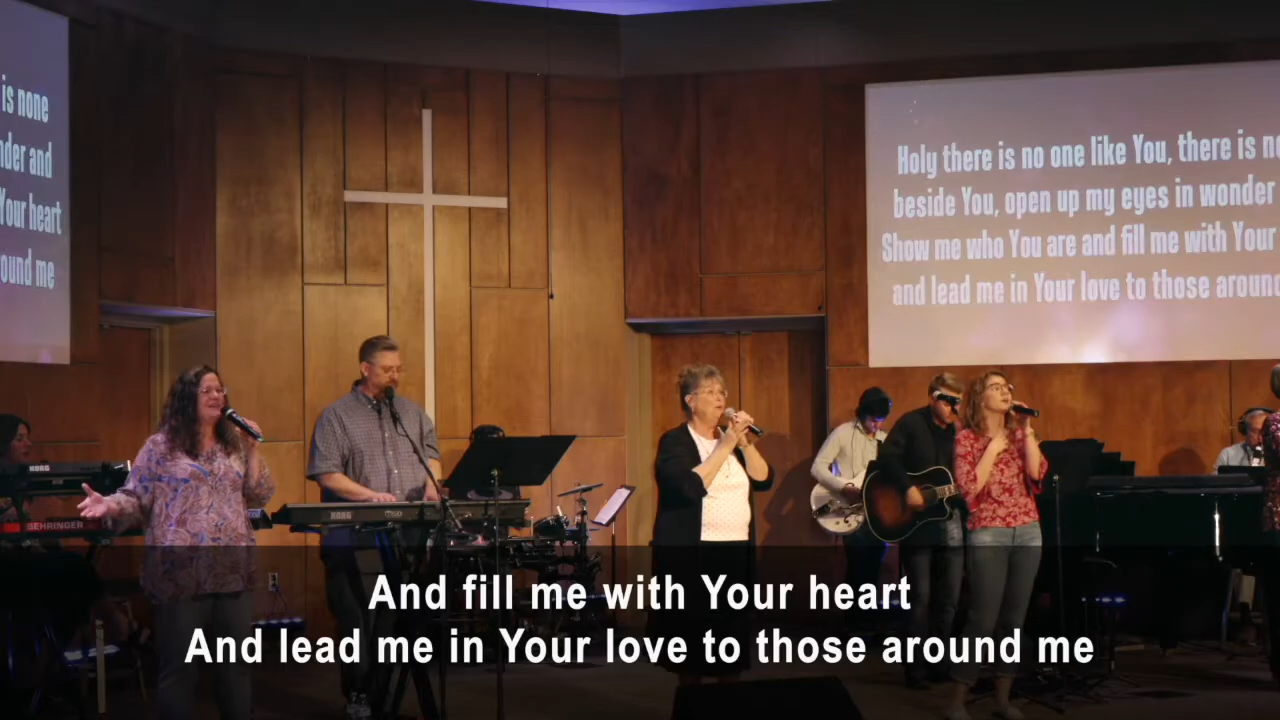 is none
nder and
Your heart
ound me
Holy there is no one like You, there is no
beside You, open up my eyes in wonder
Show me who You are and fill me with Your
and lead me in Your love to those around
KORG
BEHRINGER
KORG
And fill me with Your heart
And lead me in Your love to those around me